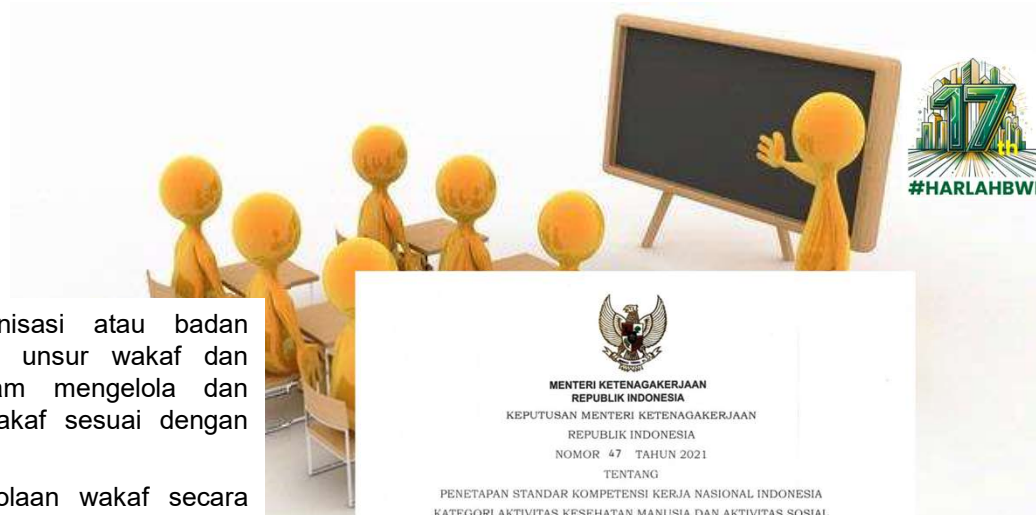 17
th
#HARLAHBWI
nisasi atau badan
unsur wakaf dan
am mengelola dan
akaf sesuai dengan
olaan wakaf secara
MENTERI KETENAGAKERJAAN
REPUBLIK INDONESIA
KEPUTUSAN MENTERI KETENAGAKERJAAN
REPUBLIK INDONESIA
NOMOR 47 TAHUN 2021
TENTANG
PENETAPAN STANDAR KOMPETENSI KERJA NASIONAL INDONESIA
KATEGORI AKTIVITAS KESEHATAN MANUSIA DAN AKTIVITAS SOSIAL